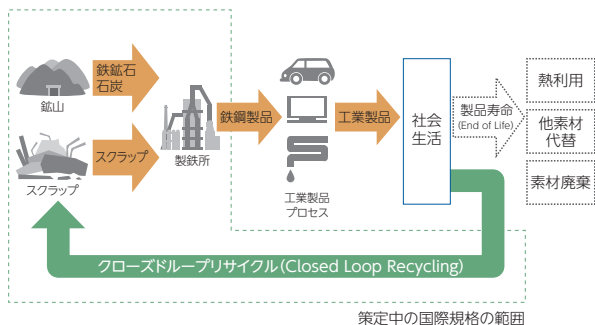 鉱山
鉄鉱石
石炭
スクラップ
スクラップ
製鉄所
鉄鋼製品
工業製品
プロセス
工業製品
社会
生活
製品寿命
(End of Life)
熱利用
他素材
代替
素材廃棄
クローズドループリサイクル(Closed Loop Recycling)
策定中の国際規格の範囲